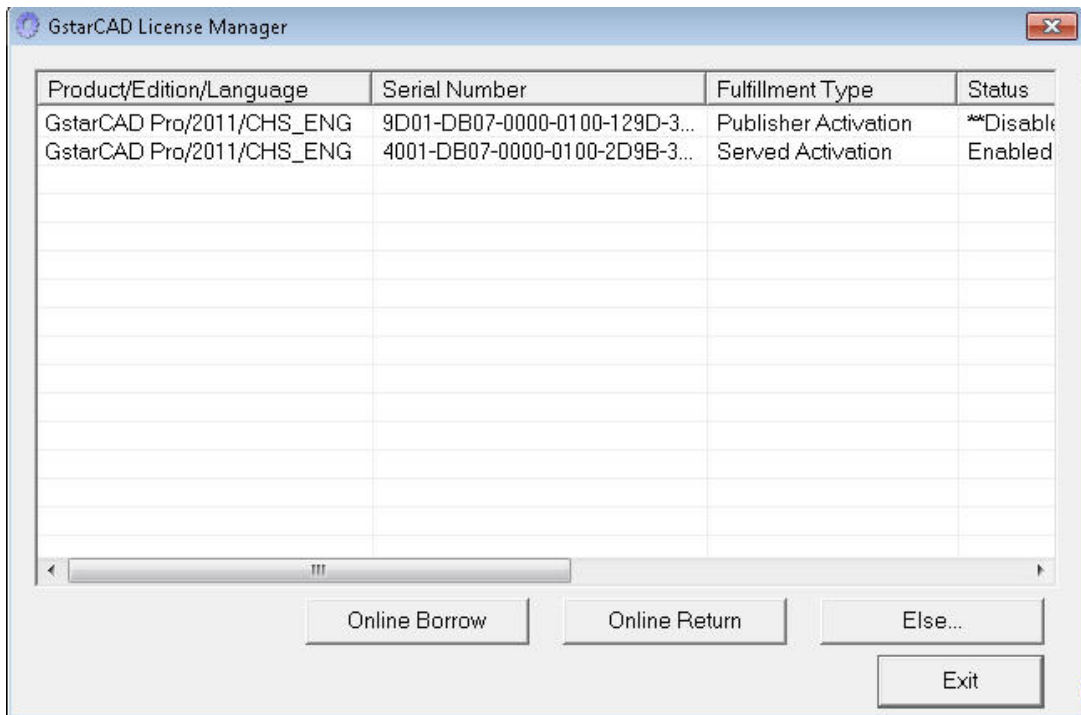 GstarCAD License Manager
Product/Edition/Language Serial Number Fulfillment Type Status
GstarCAD Pro/2011/CHS_ENG 9D01-DB07-0000-0100-129D-3... Publisher Activation **Disable
GstarCAD Pro/2011/CHS_ENG 4001-DB07-0000-0100-2D9B-3... Served Activation Enabled
Online Borrow Online Return Else...
Exit